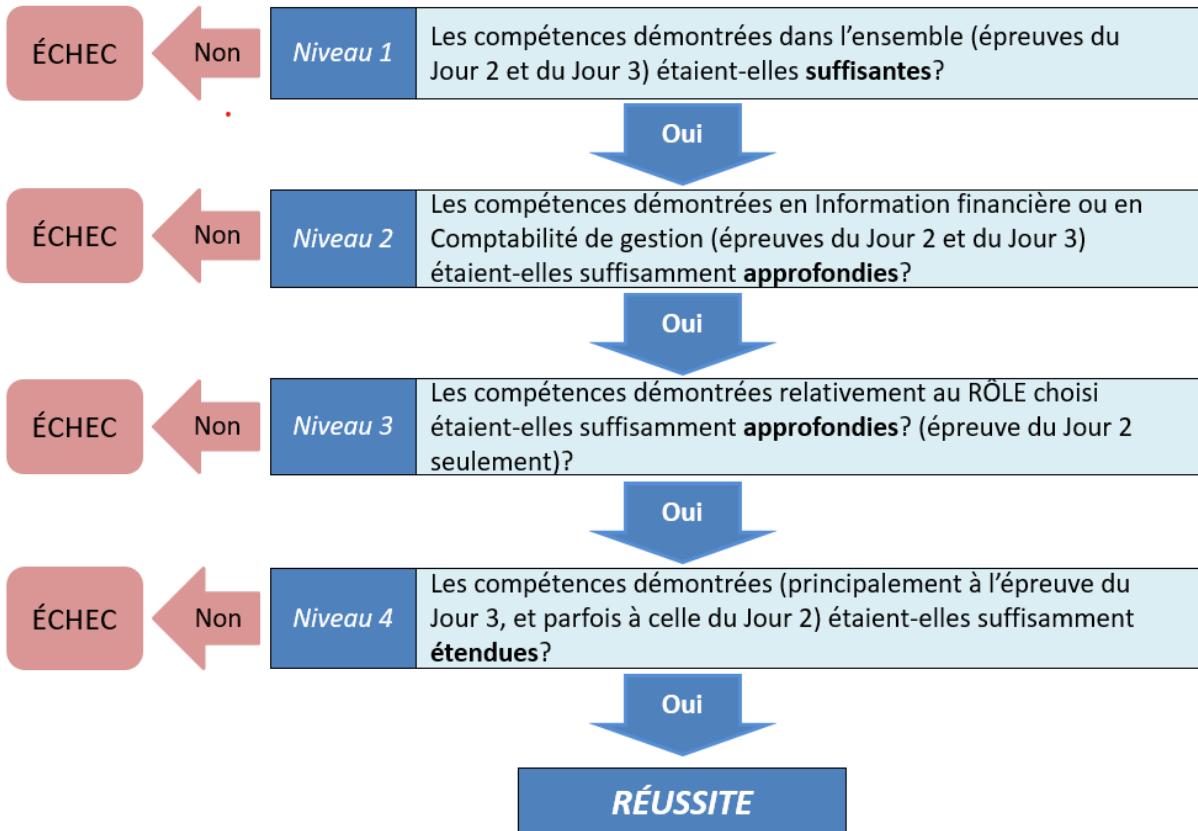 ÉCHEC
Non
Niveau 1
Les compétences démontrées dans l'ensemble (épreuves du
Jour 2 et du Jour 3) étaient-elles suffisantes?
Oui
ÉCHEC
Non
Niveau 2
Les compétences démontrées en Information financière ou en
Comptabilité de gestion (épreuves du Jour 2 et du Jour 3)
étaient-elles suffisamment approfondies?
Oui
ÉCHEC
Non
Niveau 3
Les compétences démontrées relativement au RÔLE choisi
étaient-elles suffisamment approfondies? (épreuve du Jour 2
seulement)?
Oui
ÉCHEC
Non
Niveau 4
Les compétences démontrées (principalement à l'épreuve du
Jour 3, et parfois à celle du Jour 2) étaient-elles suffisamment
étendues?
Oui
RÉUSSITE